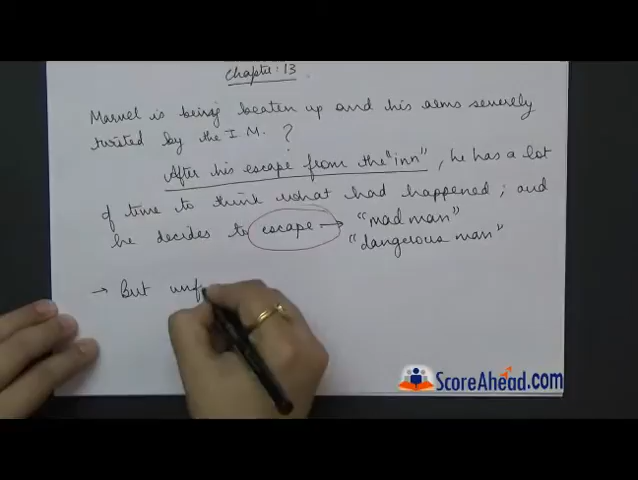 Chapter: 13
Marvel is being beaten up and his arms severely
twisted by the I M. ?
After his escape from the "inn", he has a lot
of time to think what had happened; and
he decides to escape → "mad man"
"dangerous man"
→ But unf
ScoreAhead.com